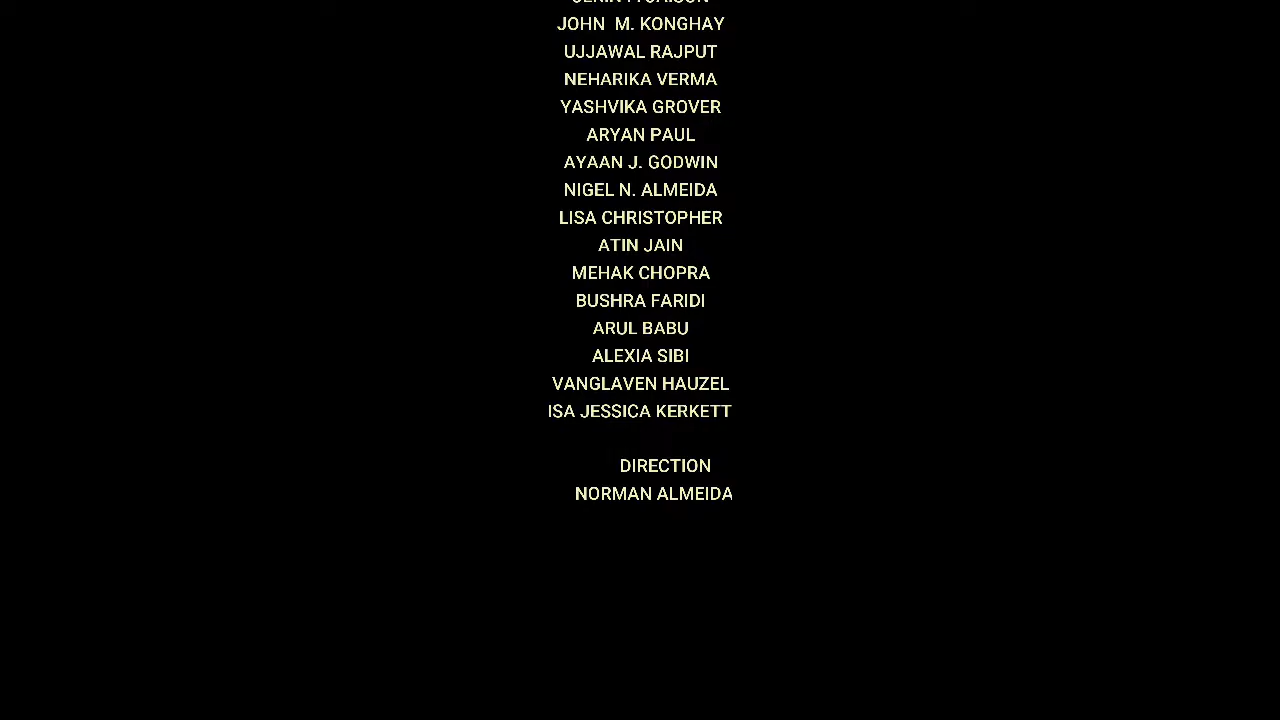 JOHN M. KONGHAY
UJJAWAL RAJPUT
NEHARIKA VERMA
YASHVIKA GROVER
ARYAN PAUL
AYAAN J. GODWIN
NIGEL N. ALMEIDA
LISA CHRISTOPHER
ATIN JAIN
MEHAK CHOPRA
BUSHRA FARIDI
ARUL BABU
ALEXIA SIBI
VANGLAVEN HAUZEL
ISA JESSICA KERKETT
DIRECTION
NORMAN ALMEIDA